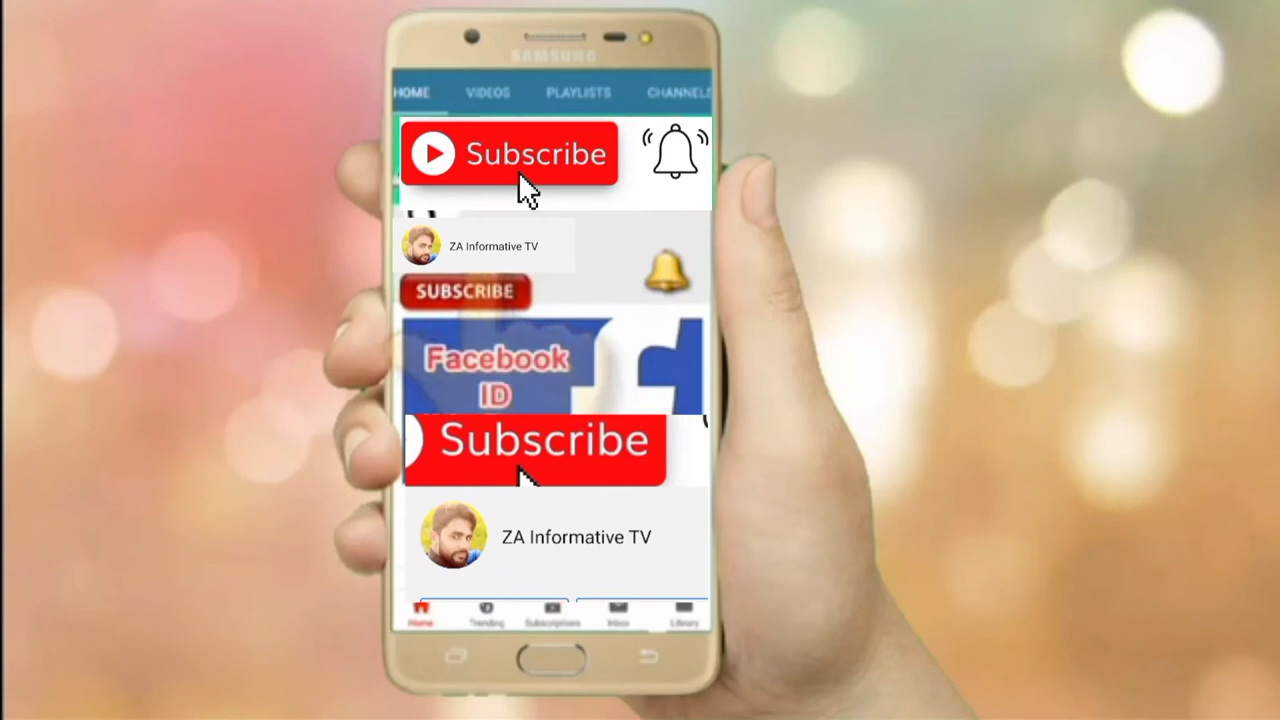 SAMSUNG
HOME VIDEOS PLAYLISTS CHANNELS
Subscribe
ZA Informative TV
SUBSCRIBE
Facebook
ID
Subscribe
ZA Informative TV
Home Trending Subscriptions Inbox Library